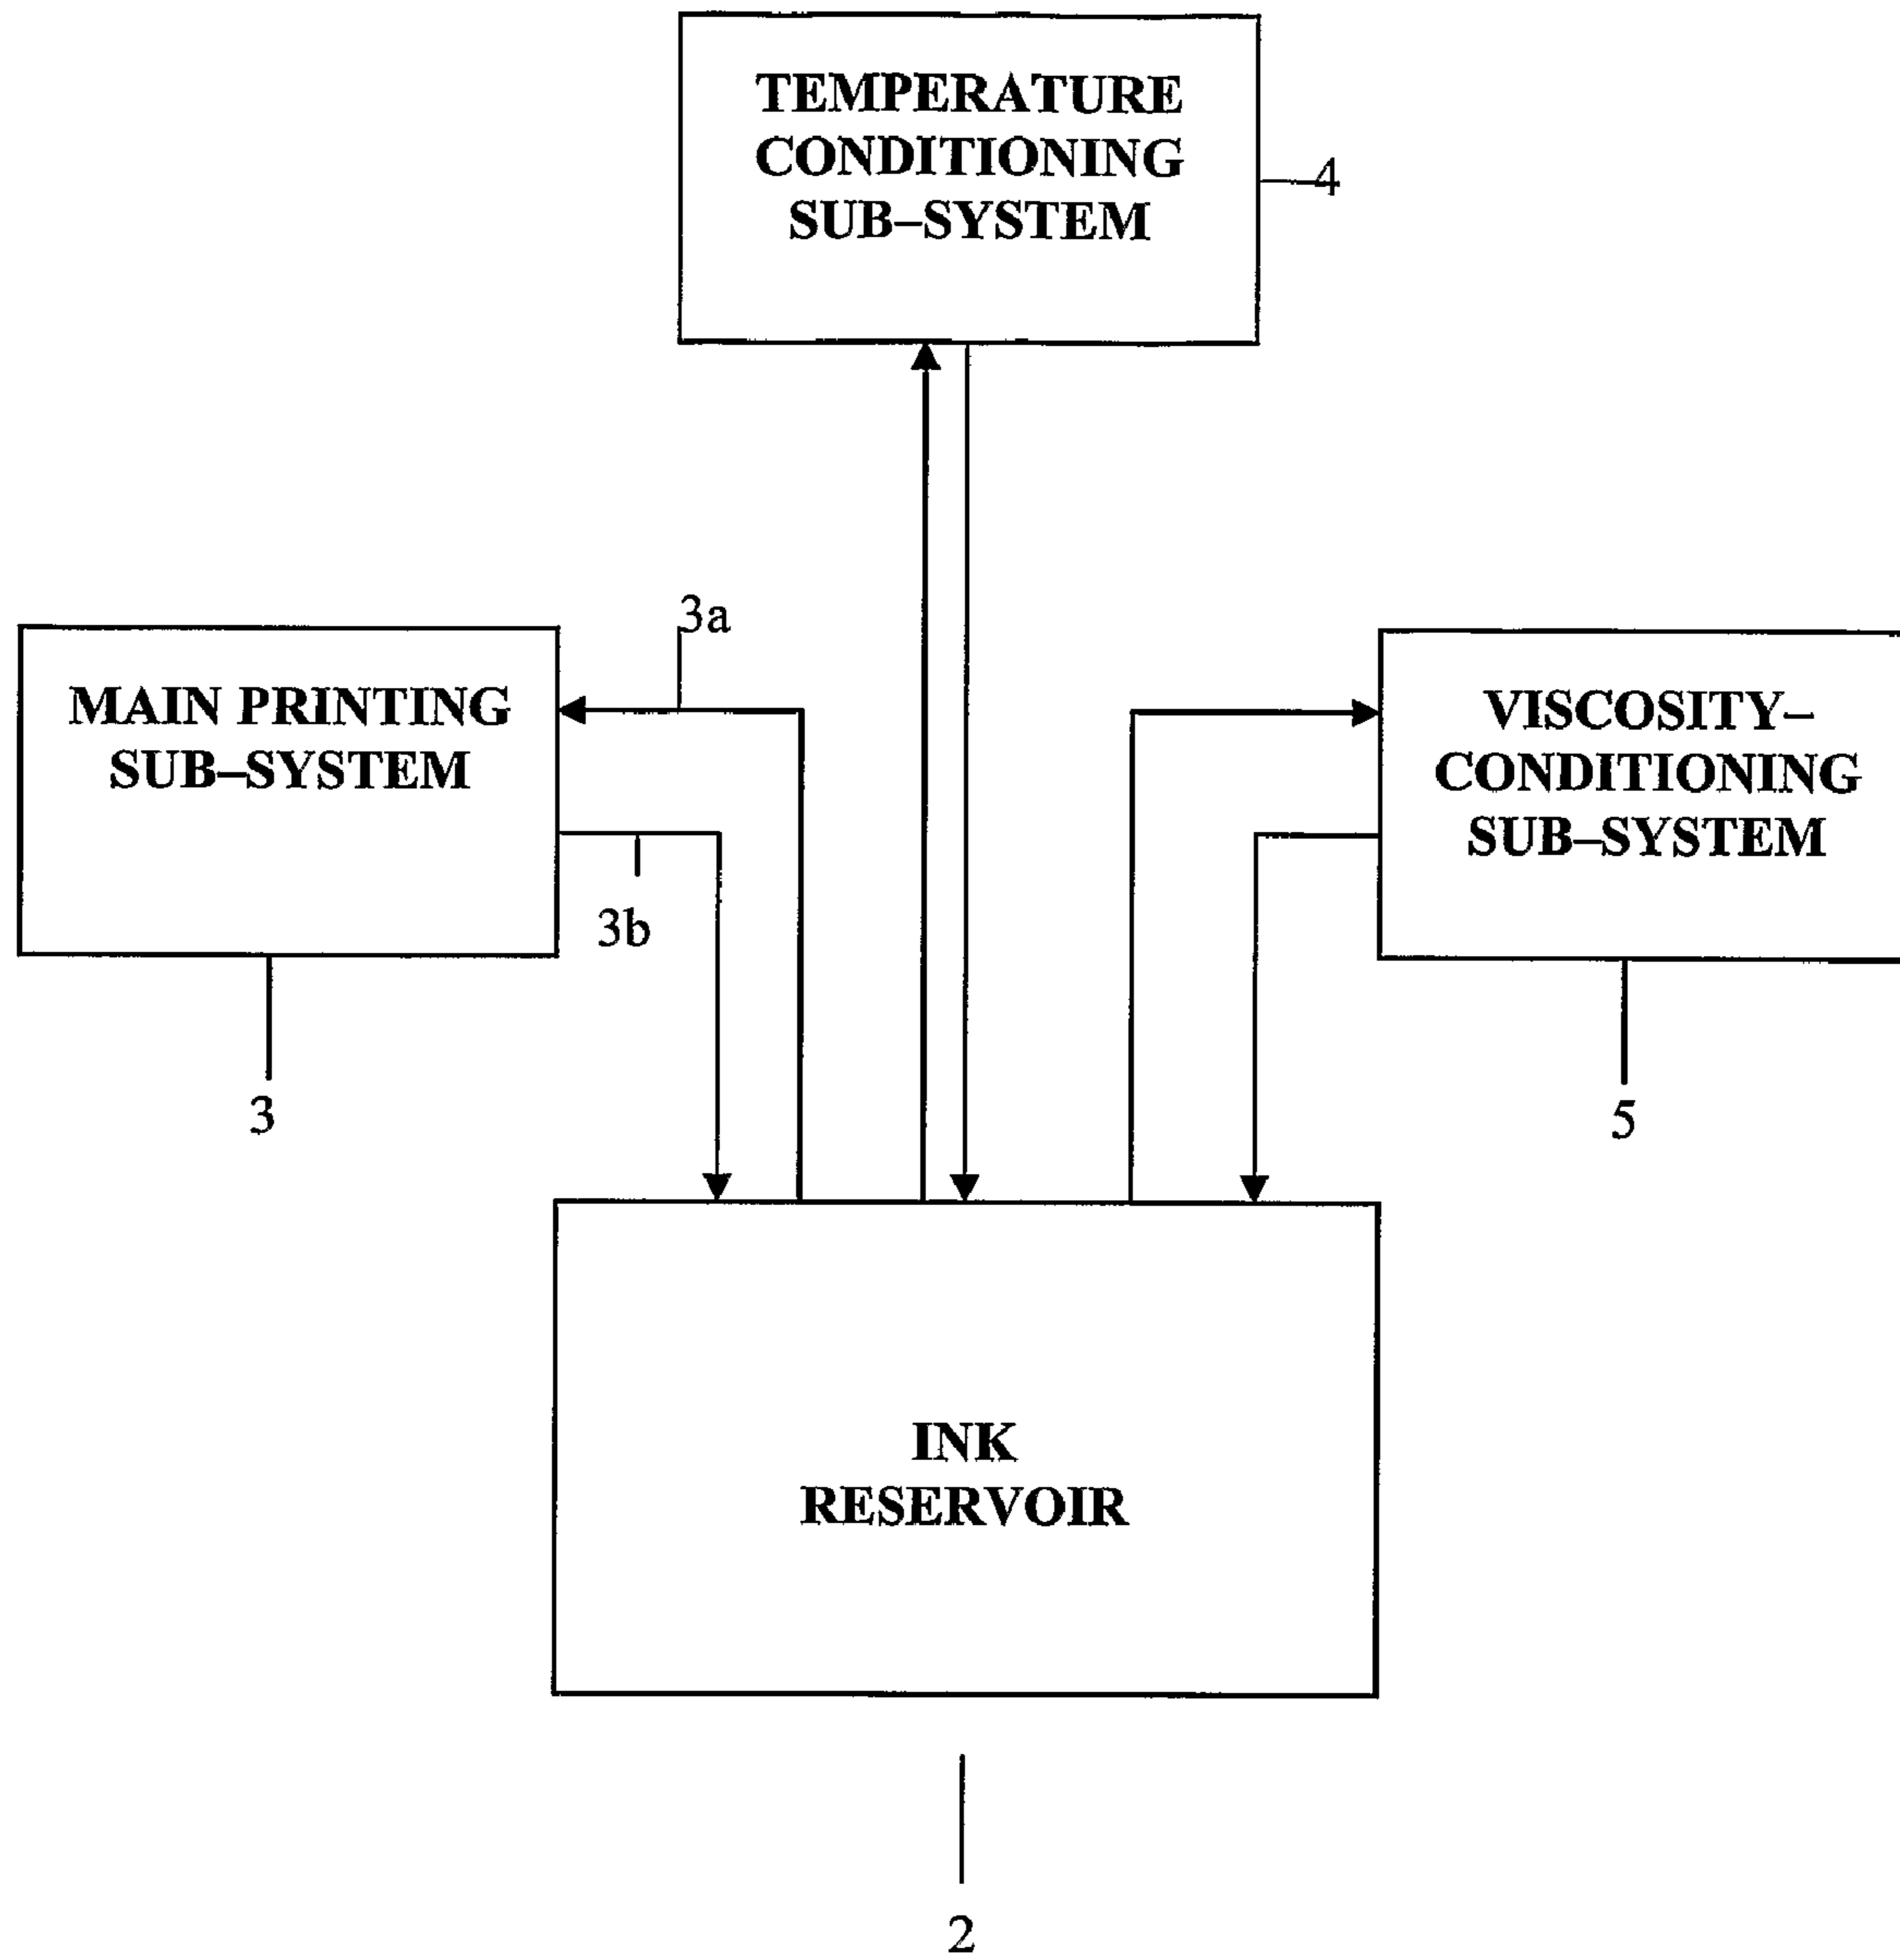 TEMPERATURE
CONDITIONING
SUB–SYSTEM
4
3a
MAIN PRINTING
SUB–SYSTEM
3b
3
VISCOSITY–
CONDITIONING
SUB–SYSTEM
5
INK
RESERVOIR
2